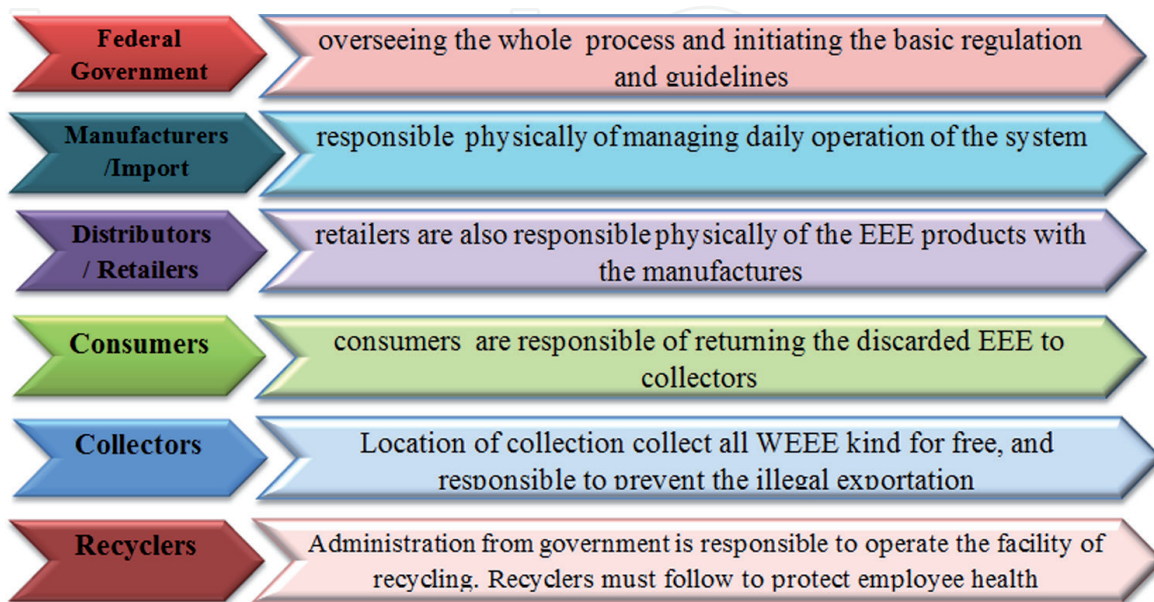 Federal
Government
overseeing the whole process and initiating the basic regulation
and guidelines
Manufacturers
/Import
responsible physically of managing daily operation of the system
Distributors
/ Retailers
retailers are also responsible physically of the EEE products with
the manufactures
Consumers
consumers are responsible of returning the discarded EEE to
collectors
Collectors
Location of collection collect all WEEE kind for free, and
responsible to prevent the illegal exportation
Recyclers
Administration from government is responsible to operate the facility of
recycling. Recyclers must follow to protect employee health